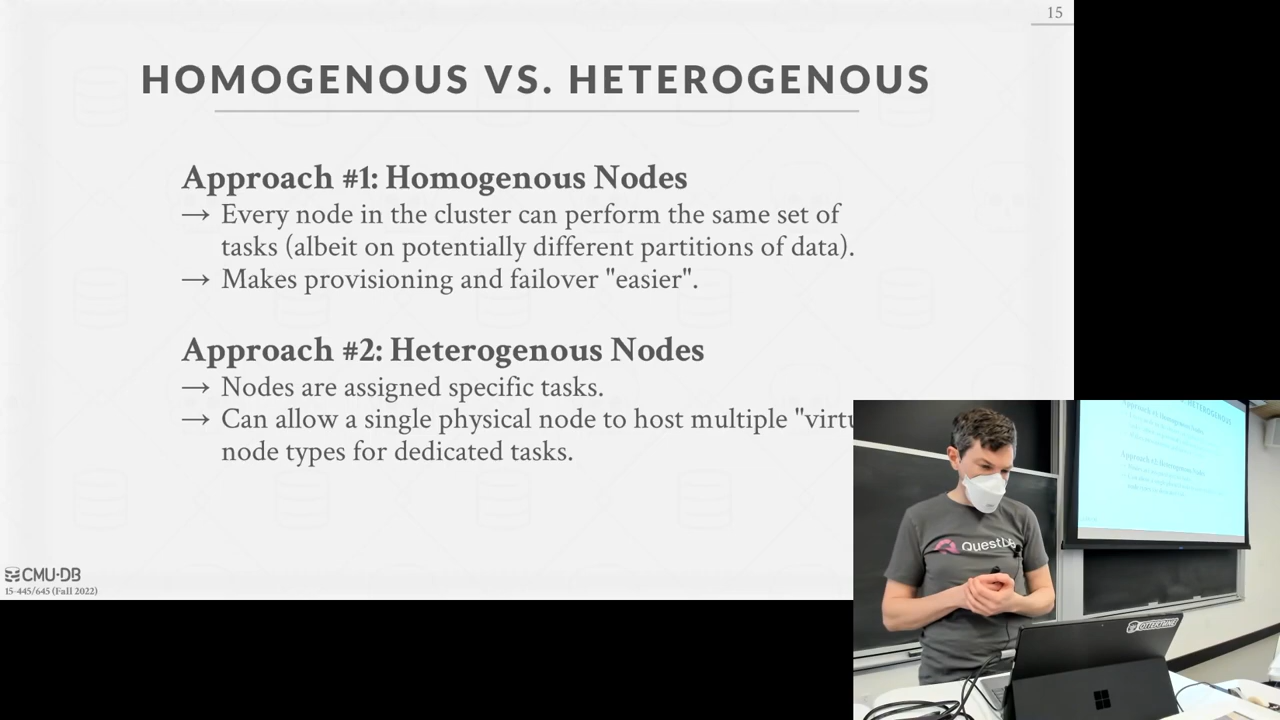 15
HOMOGENOUS VS. HETEROGENOUS
Approach #1: Homogenous Nodes
→ Every node in the cluster can perform the same set of
tasks (albeit on potentially different partitions of data).
→ Makes provisioning and failover "easier".
Approach #2: Heterogenous Nodes
→ Nodes are assigned specific tasks.
→ Can allow a single physical node to host multiple "virtu
node types for dedicated tasks.
CMU·DB
15-445/645 (Fall 2022)
QuestDB
OTTERTUNE